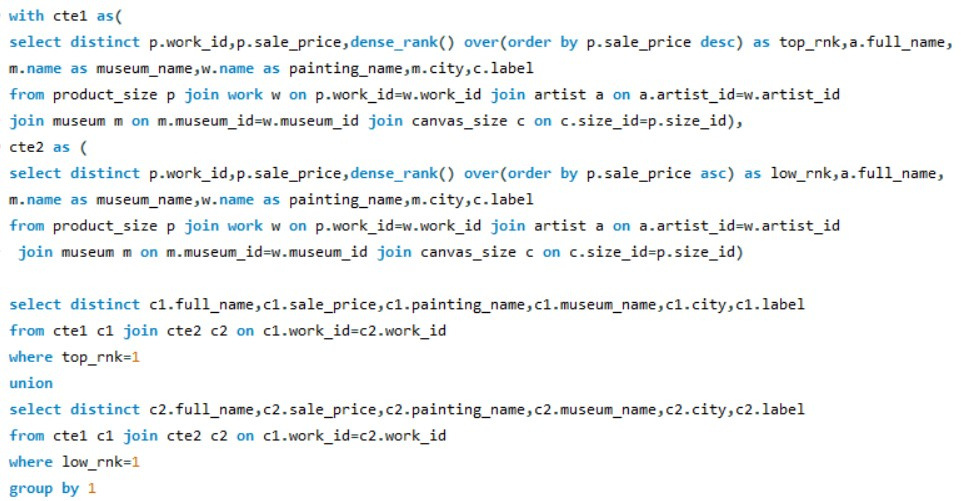 with cte1 as(
select distinct p.work_id,p.sale_price,dense_rank() over(order by p.sale_price desc) as top_rnk,a.full_name,
m.name as museum_name,w.name as painting_name,m.city,c.label
from product_size p join work w on p.work_id=w.work_id join artist a on a.artist_id=w.artist_id
join museum m on m.museum_id=w.museum_id join canvas_size c on c.size_id=p.size_id),
cte2 as (
select distinct p.work_id,p.sale_price,dense_rank() over(order by p.sale_price asc) as low_rnk,a.full_name,
m.name as museum_name,w.name as painting_name,m.city,c.label
from product_size p join work w on p.work_id=w.work_id join artist a on a.artist_id=w.artist_id
join museum m on m.museum_id=w.museum_id join canvas_size c on c.size_id=p.size_id)
select distinct c1.full_name,c1.sale_price,c1.painting_name,c1.museum_name,c1.city,c1.label
from cte1 c1 join cte2 c2 on c1.work_id=c2.work_id
where top_rnk=1
union
select distinct c2.full_name,c2.sale_price,c2.painting_name,c2.museum_name,c2.city,c2.label
from cte1 c1 join cte2 c2 on c1.work_id=c2.work_id
where low_rnk=1
group by 1